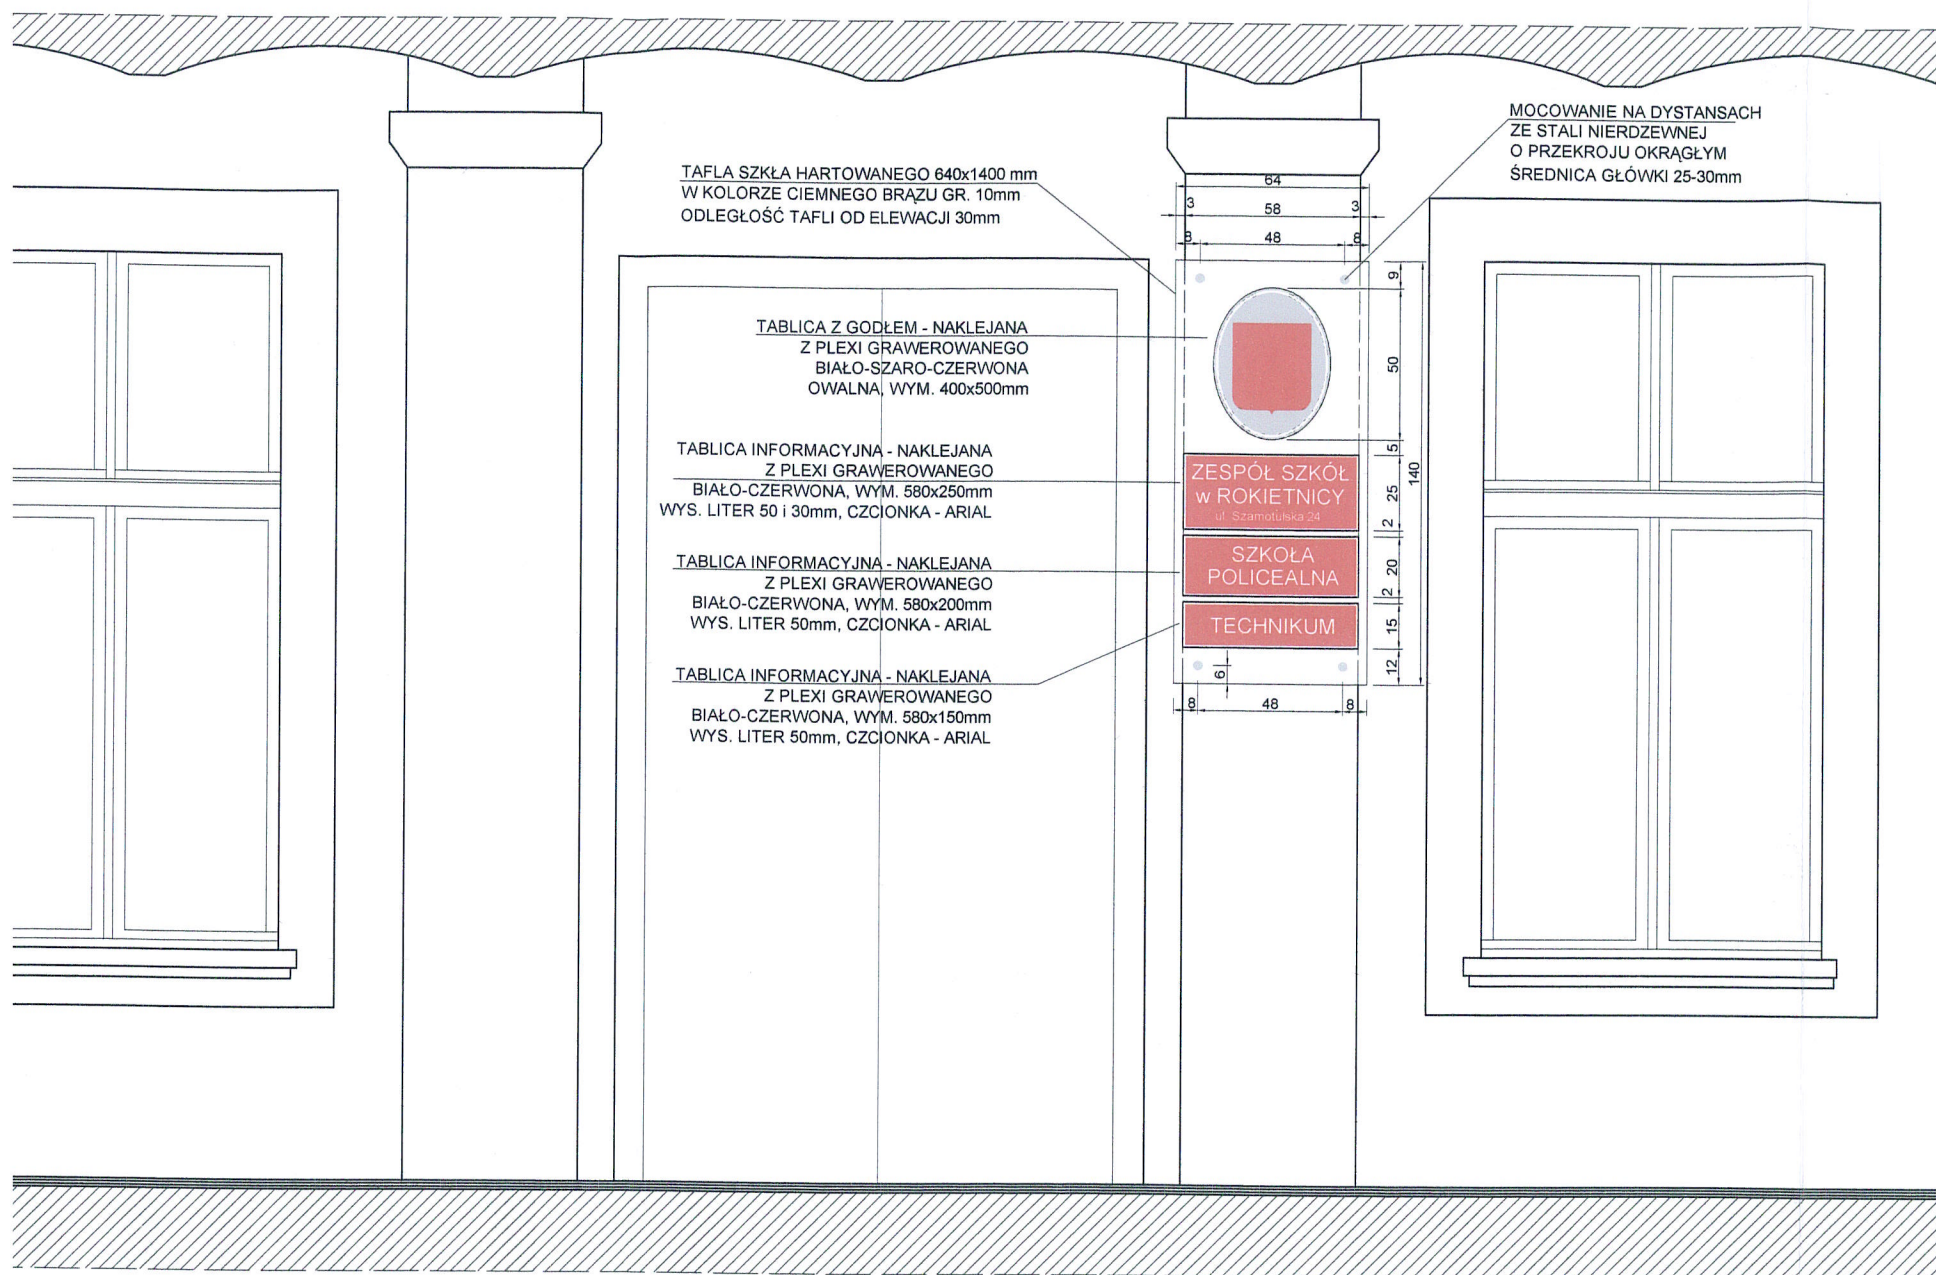 MOCOWANIE NA DYSTANSACH
ZE STALI NIERDZEWNEJ
O PRZEKROJU OKRĄGŁYM
ŚREDNICA GŁÓWKI 25-30mm
TAFLA SZKŁA HARTOWANEGO 640x1400 mm
W KOLORZE CIEMNEGO BRĄZU GR. 10mm
ODLEGŁOŚĆ TAFLI OD ELEWACJI 30mm
64
3 58 3
8 48 8
TABLICA Z GODŁEM - NAKLEJANA
Z PLEXI GRAWEROWANEGO
BIAŁO-SZARO-CZERWONA
OWALNA, WYM. 400x500mm
TABLICA INFORMACYJNA - NAKLEJANA
Z PLEXI GRAWEROWANEGO
BIAŁO-CZERWONA, WYM. 580x250mm
WYS. LITER 50 i 30mm, CZCIONKA - ARIAL
TABLICA INFORMACYJNA - NAKLEJANA
Z PLEXI GRAWEROWANEGO
BIAŁO-CZERWONA, WYM. 580x200mm
WYS. LITER 50mm, CZCIONKA - ARIAL
TABLICA INFORMACYJNA - NAKLEJANA
Z PLEXI GRAWEROWANEGO
BIAŁO-CZERWONA, WYM. 580x150mm
WYS. LITER 50mm, CZCIONKA - ARIAL
ZESPÓŁ SZKÓŁ
w ROKIETNICY
ul. Szamotulska 24
SZKOŁA
POLICEALNA
TECHNIKUM
9
50
5
25
2
20
2
15
12
140
6
8 48 8